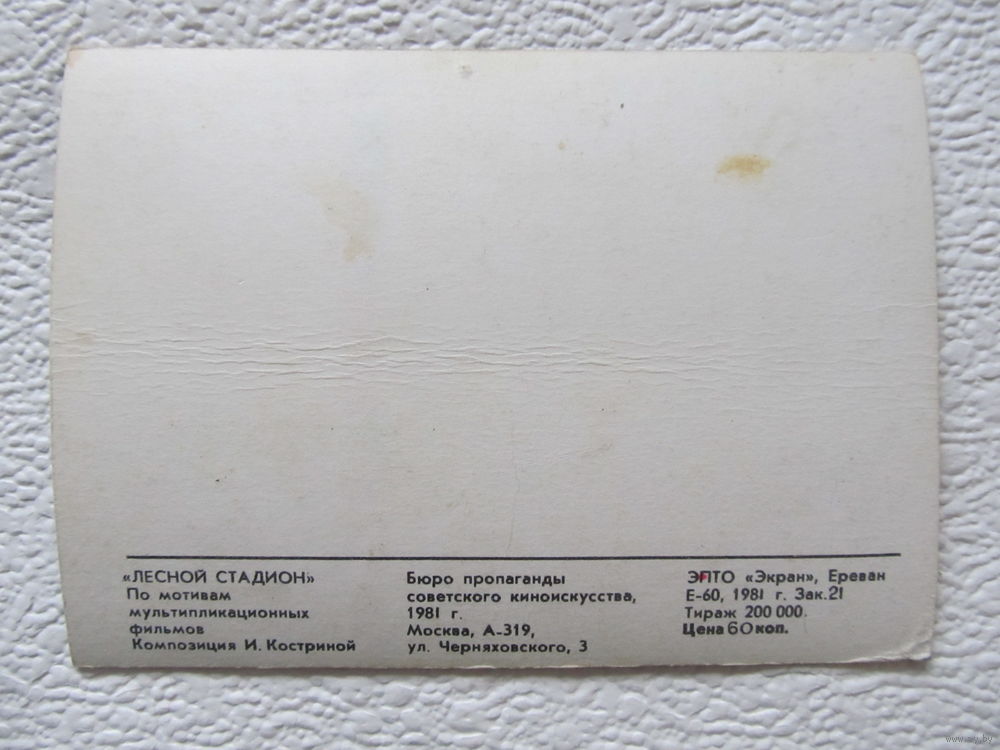 «ЛЕСНОЙ СТАДИОН»
По мотивам
мультипликационных
фильмов
Композиция И. Костриной
Бюро пропаганды
советского киноискусства,
1981 г.
Москва, А-319,
ул. Черняховского, 3
ЭПТО «Экран», Ереван
Е-60, 1981 г. Зак.21
Тираж 200 000.
Цена 60 коп.